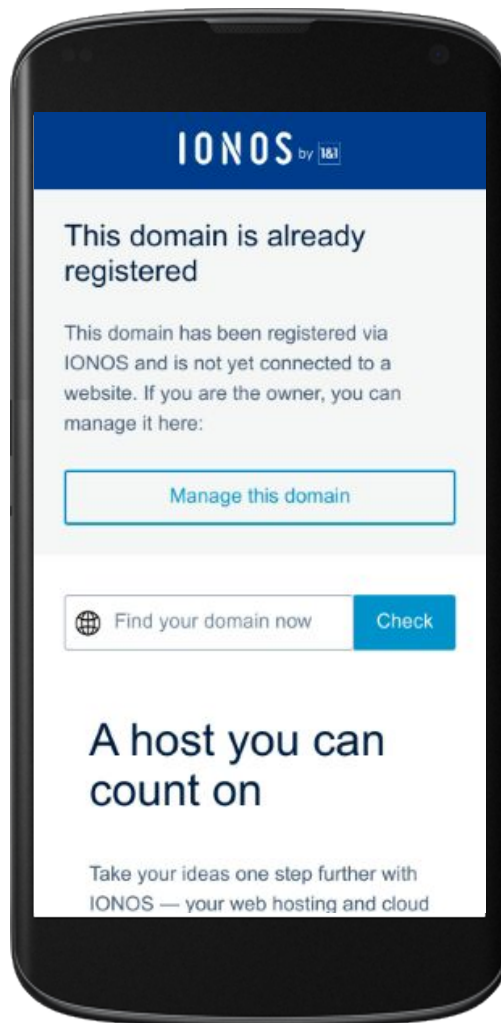 IONOS by 1&1
This domain is already
registered
This domain has been registered via
IONOS and is not yet connected to a
website. If you are the owner, you can
manage it here:
Manage this domain
Find your domain now
Check
A host you can
count on
Take your ideas one step further with
IONOS — your web hosting and cloud